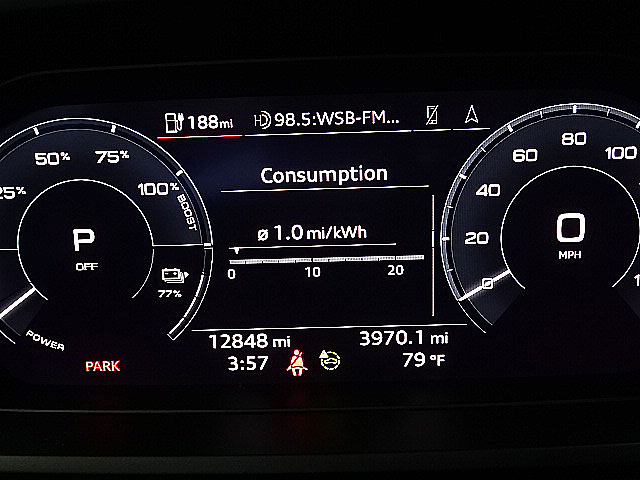 188mi
98.5:WSB-FM...
Consumption
ø 1.0 mi/kWh
0 10 20
25% 50% 75% 100%
BOOST
P
OFF
77%
POWER
PARK
12848 mi
3970.1 mi
3:57
79 °F
0 20 40 60 80 100
0
MPH